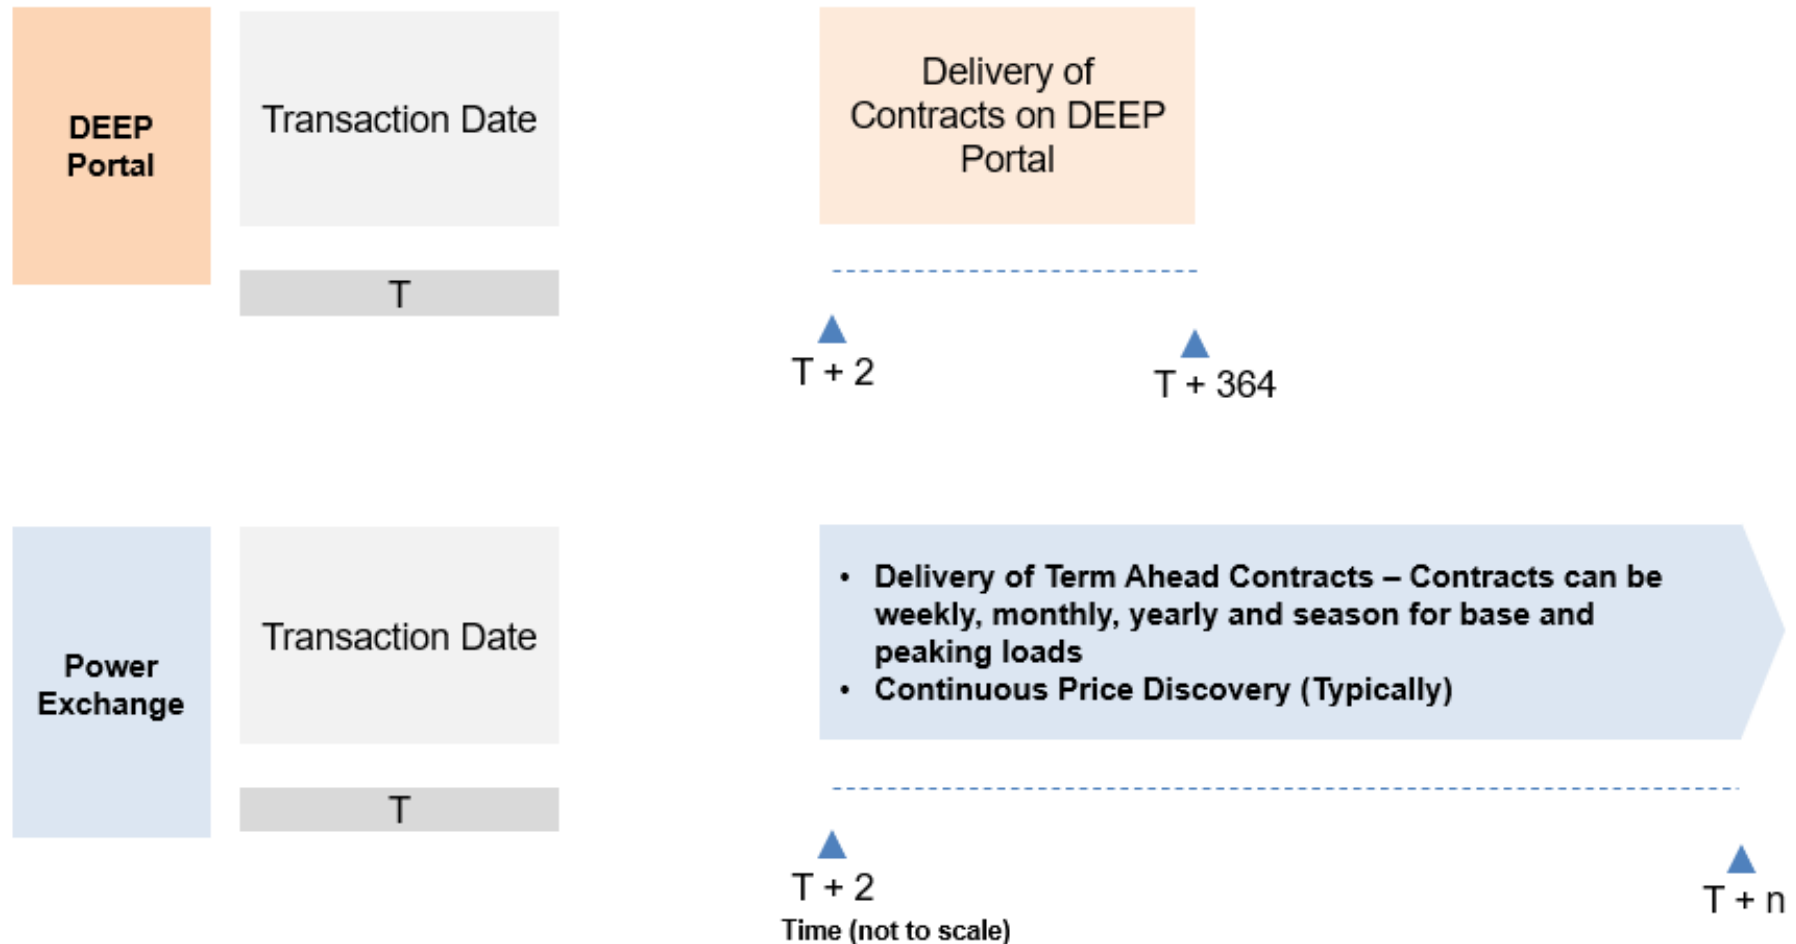 DEEP
Portal
Transaction Date
T
Delivery of
Contracts on DEEP
Portal
T + 2
T + 364
Power
Exchange
Transaction Date
T
• Delivery of Term Ahead Contracts – Contracts can be
weekly, monthly, yearly and season for base and
peaking loads
• Continuous Price Discovery (Typically)
T + 2
T + n
Time (not to scale)